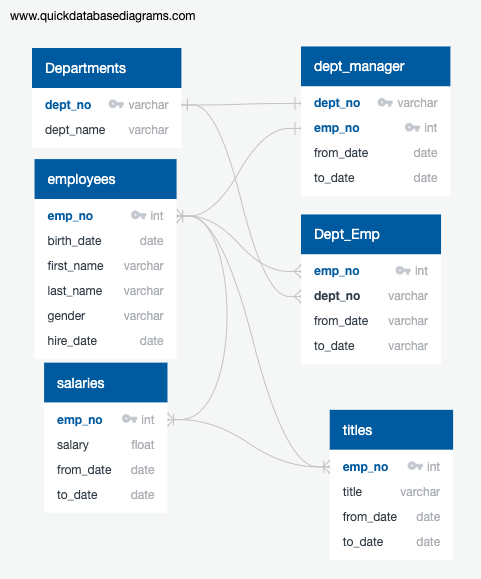 www.quickdatabasediagrams.com
Departments
dept_no varchar
dept_name varchar
employees
emp_no int
birth_date date
first_name varchar
last_name varchar
gender varchar
hire_date date
salaries
emp_no int
salary float
from_date date
to_date date
dept_manager
dept_no varchar
emp_no int
from_date date
to_date date
Dept_Emp
emp_no int
dept_no varchar
from_date varchar
to_date varchar
titles
emp_no int
title varchar
from_date date
to_date date